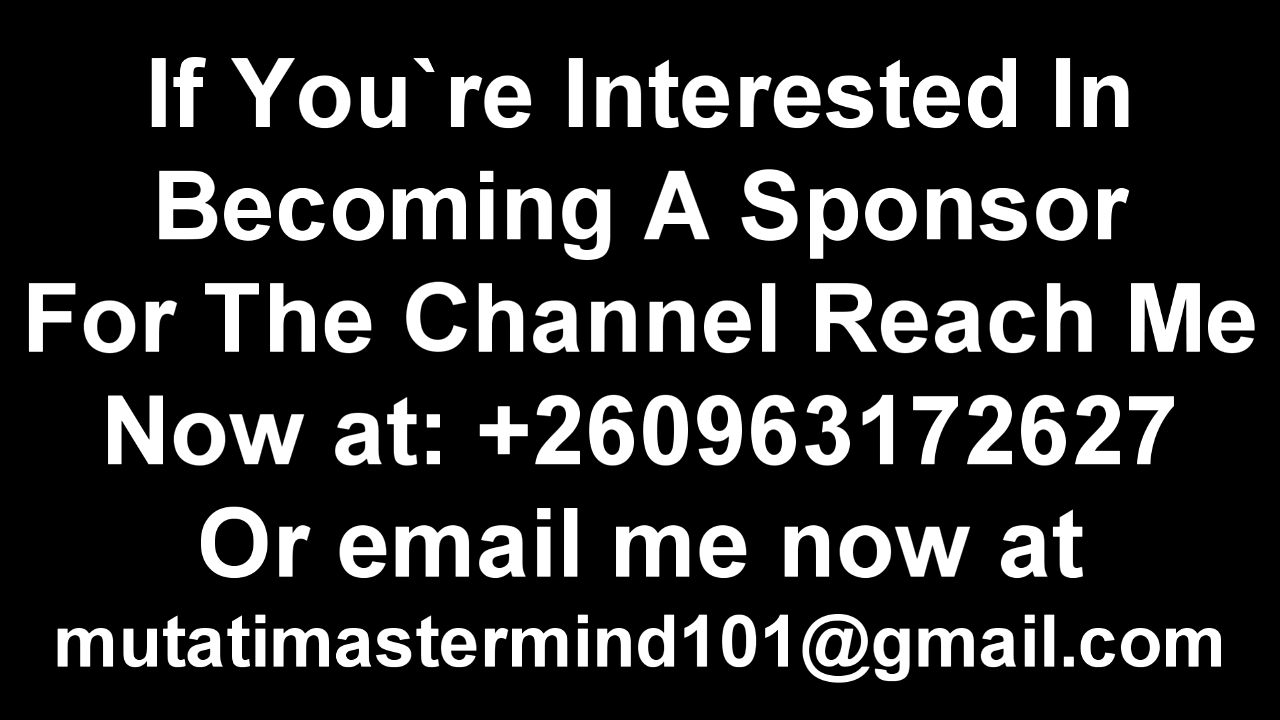 If You`re Interested In
Becoming A Sponsor
For The Channel Reach Me
Now at: +260963172627
Or email me now at
mutatimastermind101@gmail.com